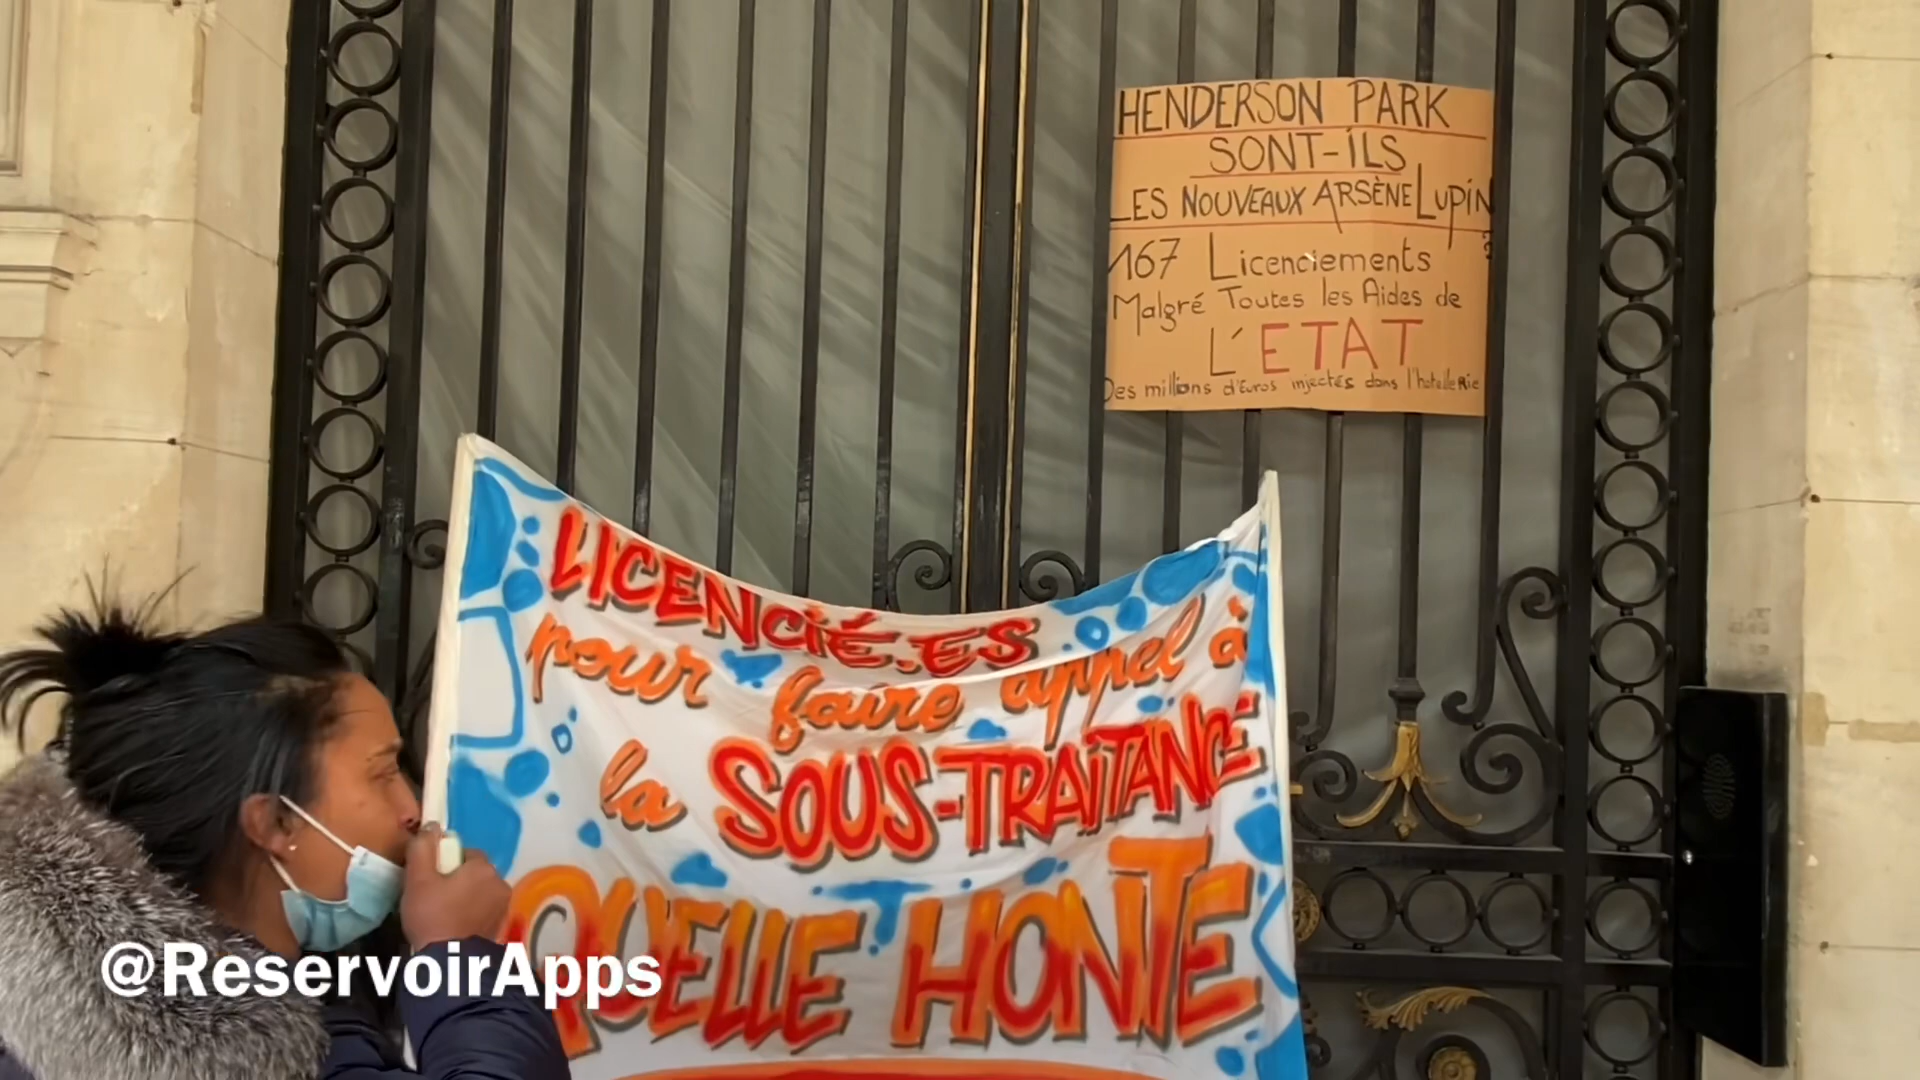 HENDERSON PARK
SONT-ILS
LES NOUVEAUX ARSÈNE LUPIN
?
167 Licenciements
Malgré Toutes les Aides de
L'ETAT
Des millions d'Euros injectés dans l'hotelleRie
LICENCIÉ.ES
pour faire appel à
la SOUS-TRAITANCE
QUELLE HONTE
@ReservoirApps